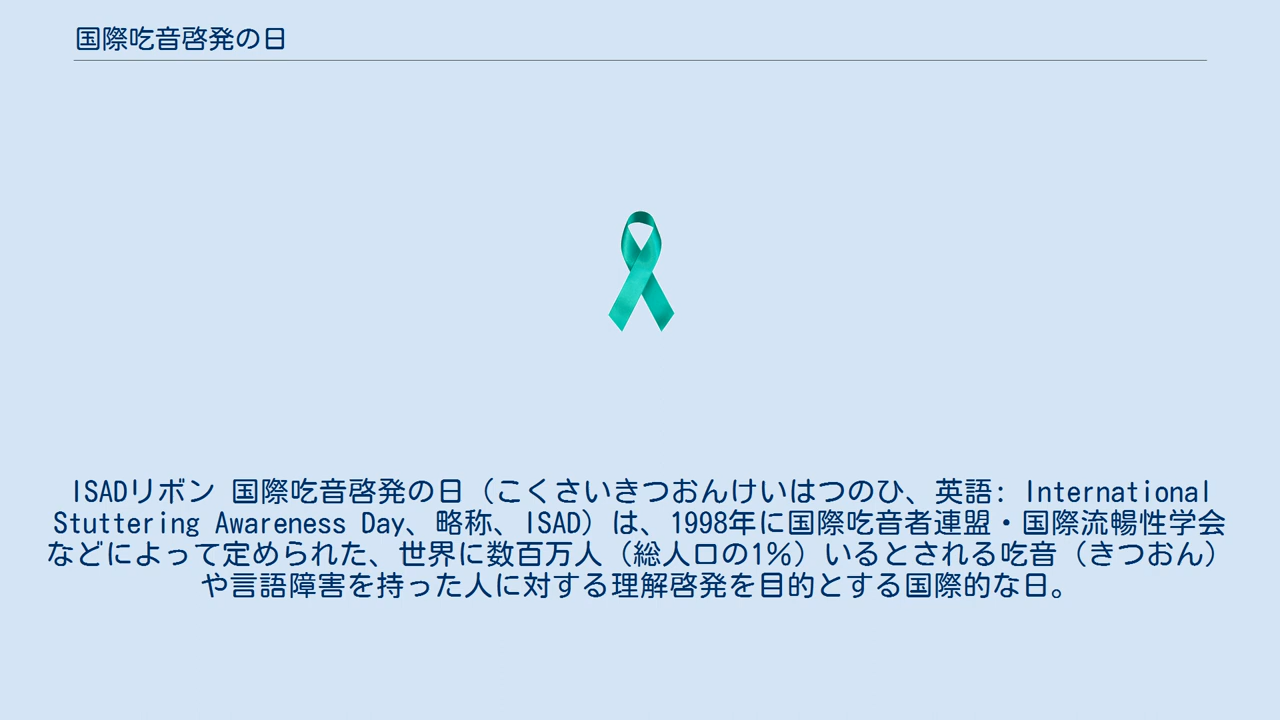 国際吃音啓発の日
ISADリボン 国際吃音啓発の日（こくさいきつおんけいはつのひ、英語: International
Stuttering Awareness Day、略称、ISAD）は、1998年に国際吃音者連盟・国際流暢性学会
などによって定められた、世界に数百万人（総人口の1％）いるとされる吃音（きつおん）
や言語障害を持った人に対する理解啓発を目的とする国際的な日。